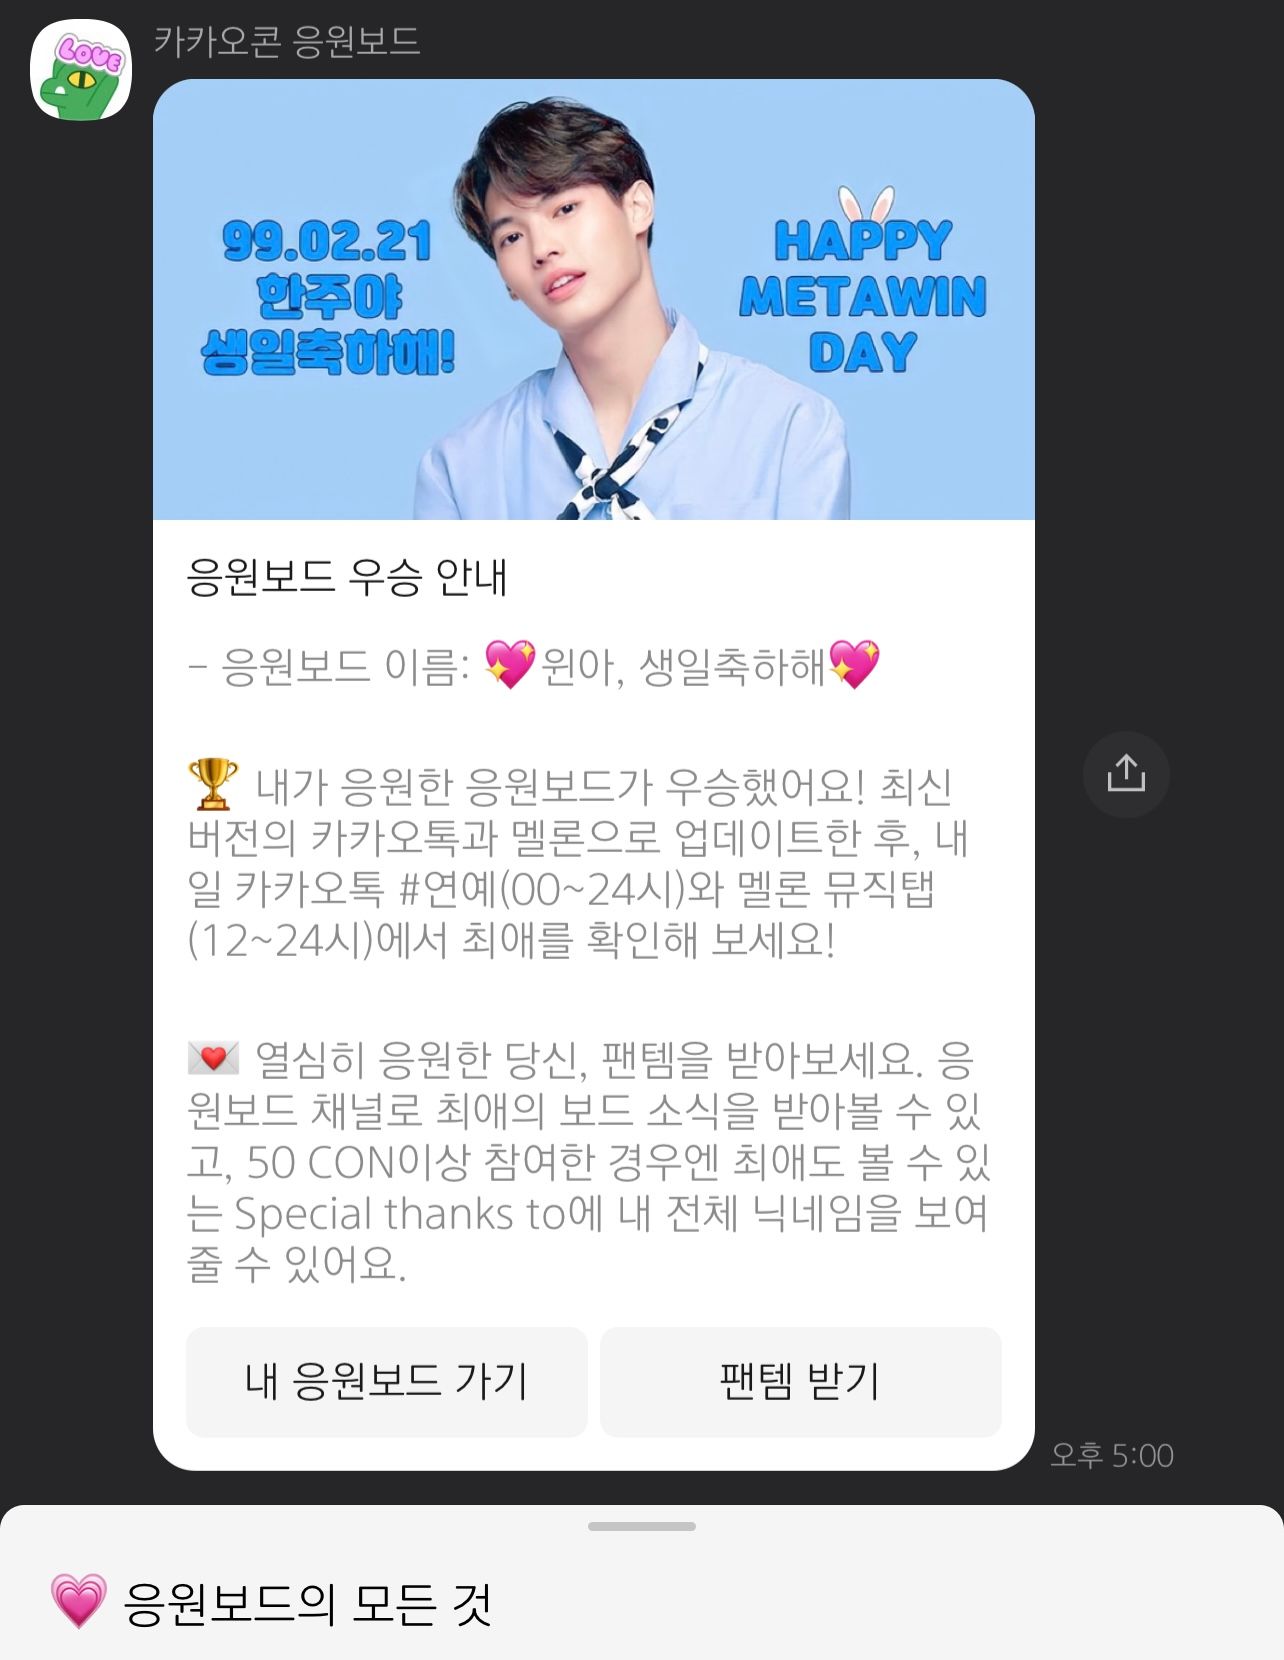 LOVE
카카오콘 응원보드
99.02.21
한주야
생일축하해!
HAPPY
METAWIN
DAY
응원보드 우승 안내
- 응원보드 이름: 💖윈아, 생일축하해💖
🏆 내가 응원한 응원보드가 우승했어요! 최신
버전의 카카오톡과 멜론으로 업데이트한 후, 내
일 카카오톡 #연예(00~24시)와 멜론 뮤직탭
(12~24시)에서 최애를 확인해 보세요!
💌 열심히 응원한 당신, 팬템을 받아보세요. 응
원보드 채널로 최애의 보드 소식을 받아볼 수 있
고, 50 CON이상 참여한 경우엔 최애도 볼 수 있
는 Special thanks to에 내 전체 닉네임을 보여
줄 수 있어요.
내 응원보드 가기
팬템 받기
오후 5:00
💗 응원보드의 모든 것